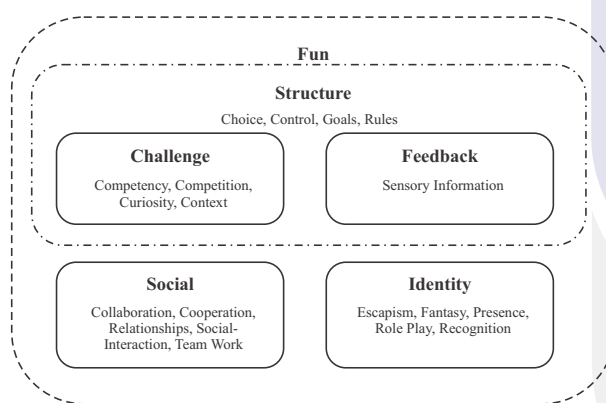 Fun
Structure
Choice, Control, Goals, Rules
Challenge
Competency, Competition,
Curiosity, Context
Feedback
Sensory Information
Social
Collaboration, Cooperation,
Relationships, Social-
Interaction, Team Work
Identity
Escapism, Fantasy, Presence,
Role Play, Recognition